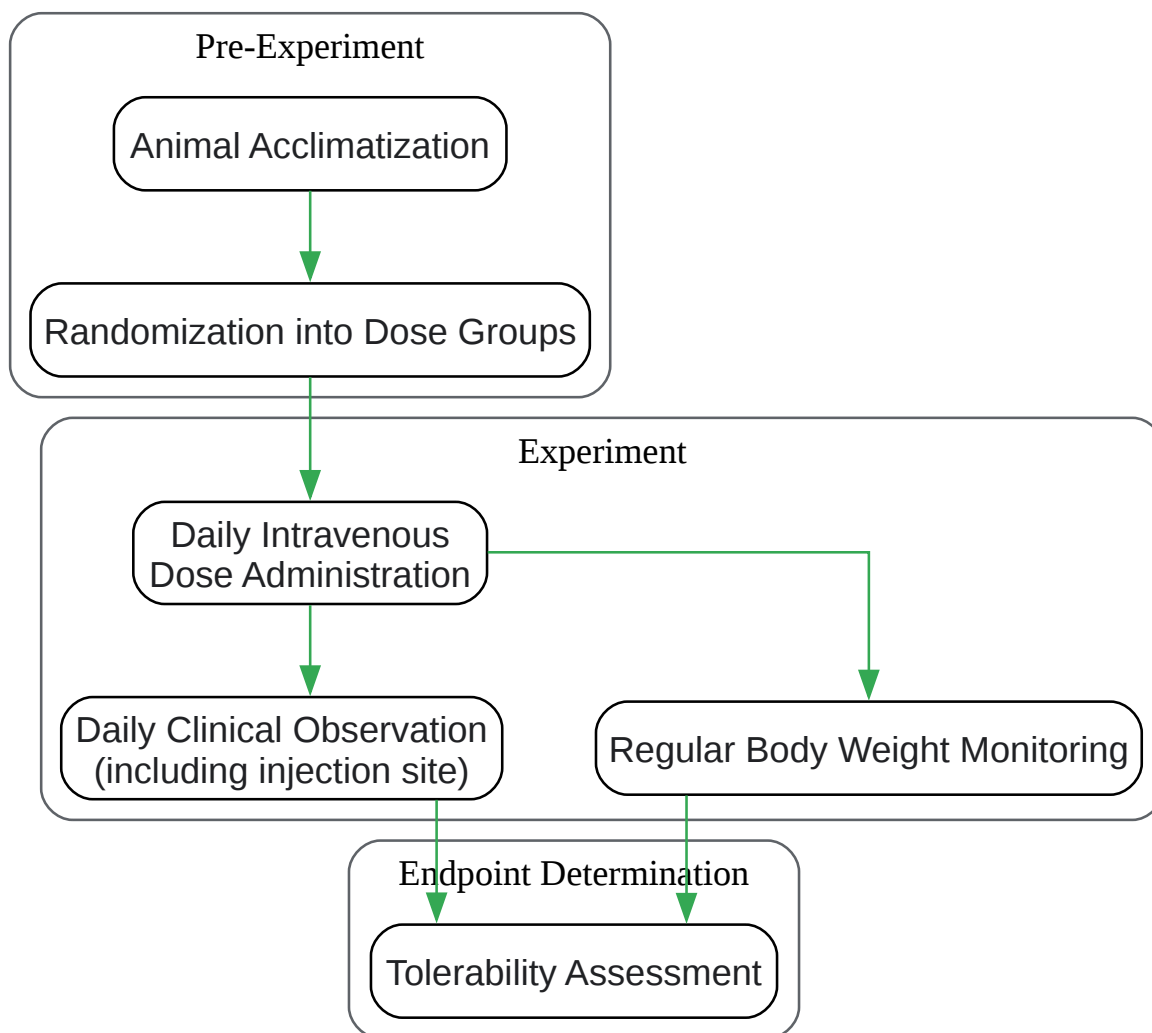 Pre-Experiment
Animal Acclimatization
Randomization into Dose Groups
Experiment
Daily Intravenous
Dose Administration
Daily Clinical Observation
(including injection site)
Regular Body Weight Monitoring
Endpoint Determination
Tolerability Assessment